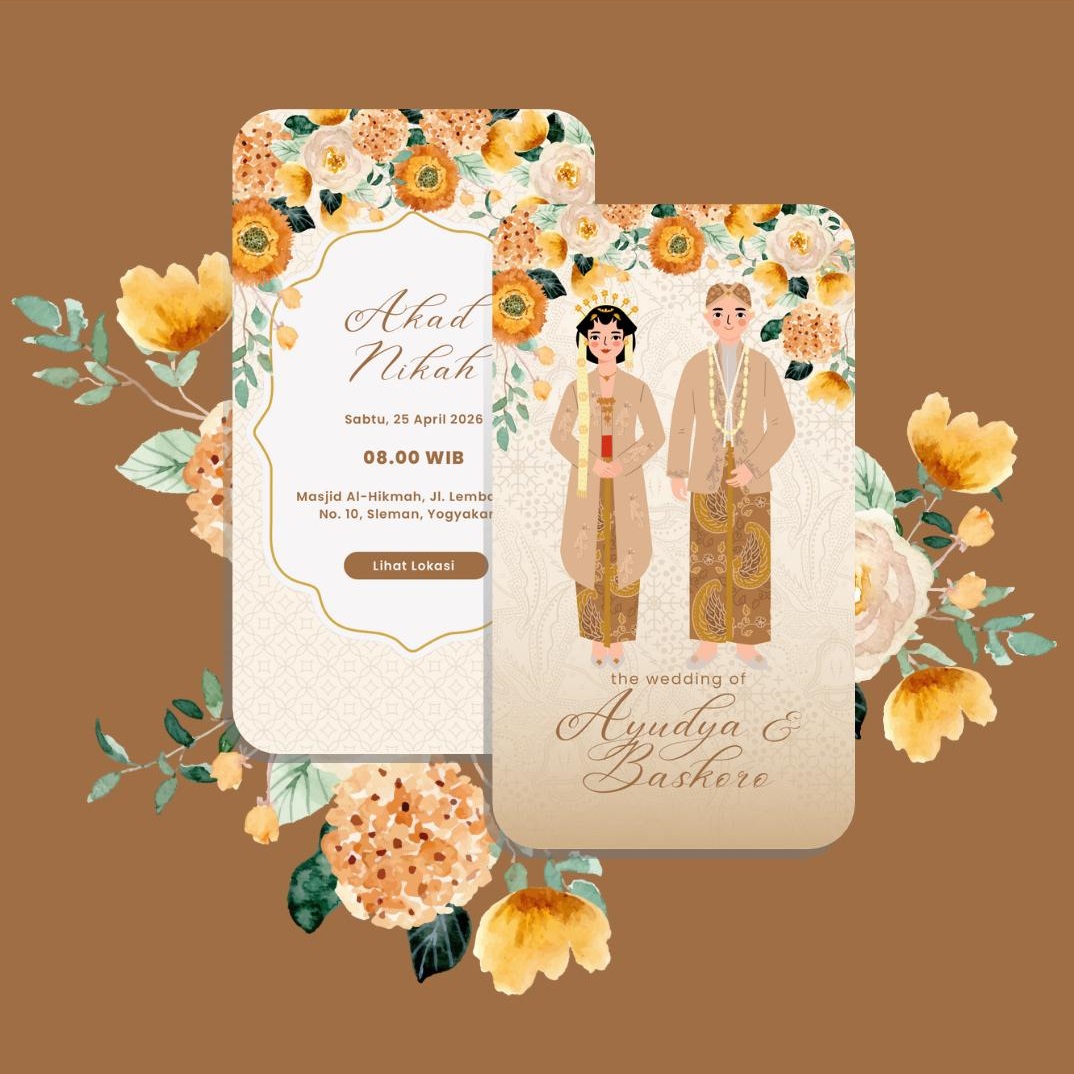 Akad
Nikah
Sabtu, 25 April 2026
08.00 WIB
Masjid Al-Hikmah, Jl.
No. 10, Sleman,
Lihat Lokasi
the wedding of
Ayudya &
Baskoro